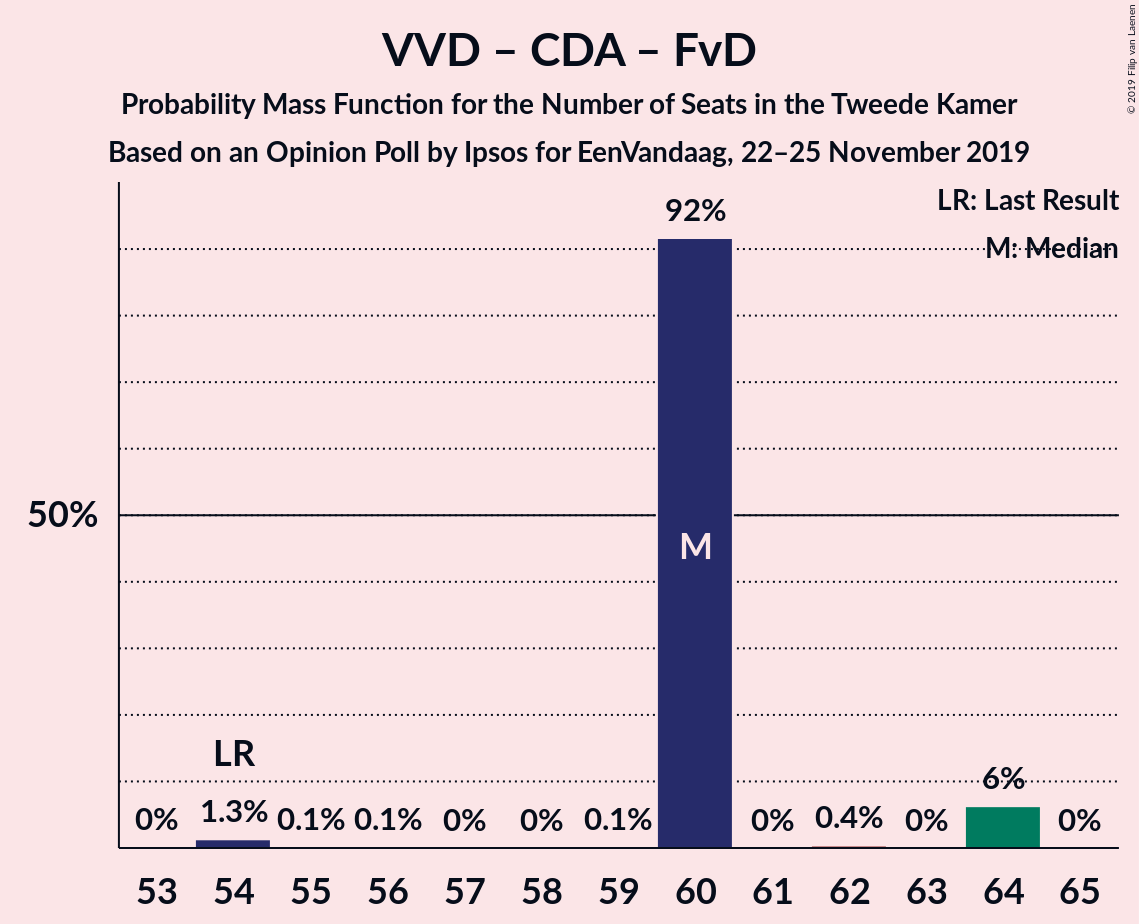 VVD – CDA – FvD
Probability Mass Function for the Number of Seats in the Tweede Kamer
Based on an Opinion Poll by Ipsos for EenVandaag, 22–25 November 2019
© 2019 Filip van Laenen
LR: Last Result
M: Median
92%
50%
M
LR
0% 1.3% 0.1% 0.1% 0% 0% 0.1% 0% 0.4% 0% 6% 0%
53 54 55 56 57 58 59 60 61 62 63 64 65